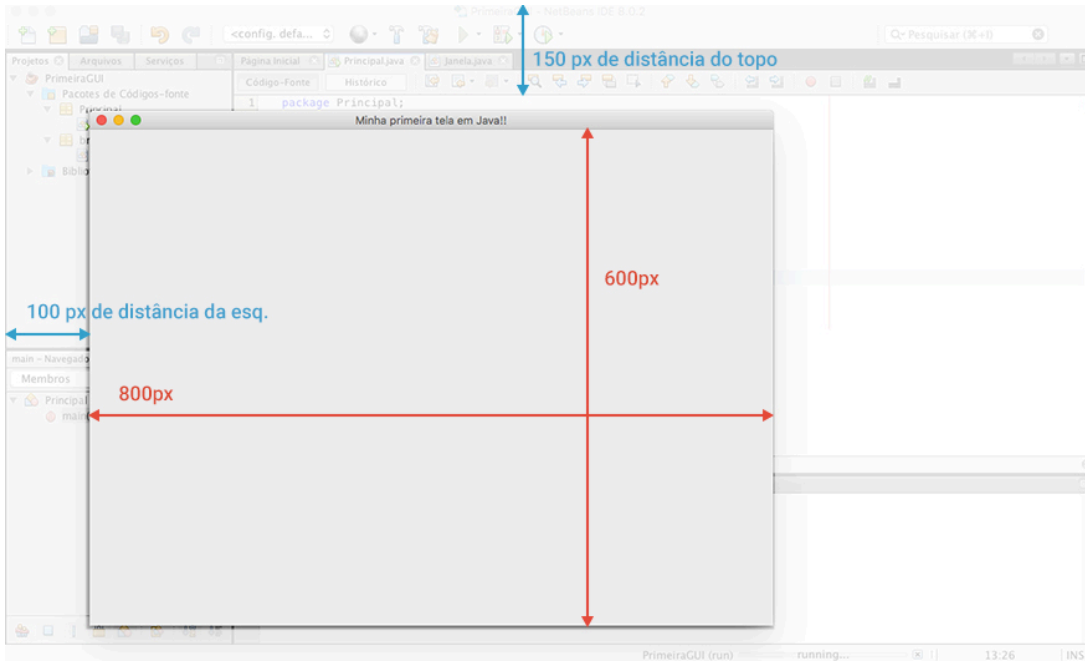 PrimeiraGUI - NetBeans IDE 8.0.2
<config. defa...
Q- Pesquisar (⌘+I)
150 px de distância do topo
Projetos
Arquivos
Serviços
Página Inicial
Principal.java
Janela.java
Código-Fonte
Histórico
PrimeiraGUI
Pacotes de Códigos-fonte
1 package Principal;
Principal
Minha primeira tela em Java!!
br
Biblio
600px
100 px de distância da esq.
main - Navegado
Membros
800px
Principal
main
PrimeiraGUI (run)
running...
13:26
INS